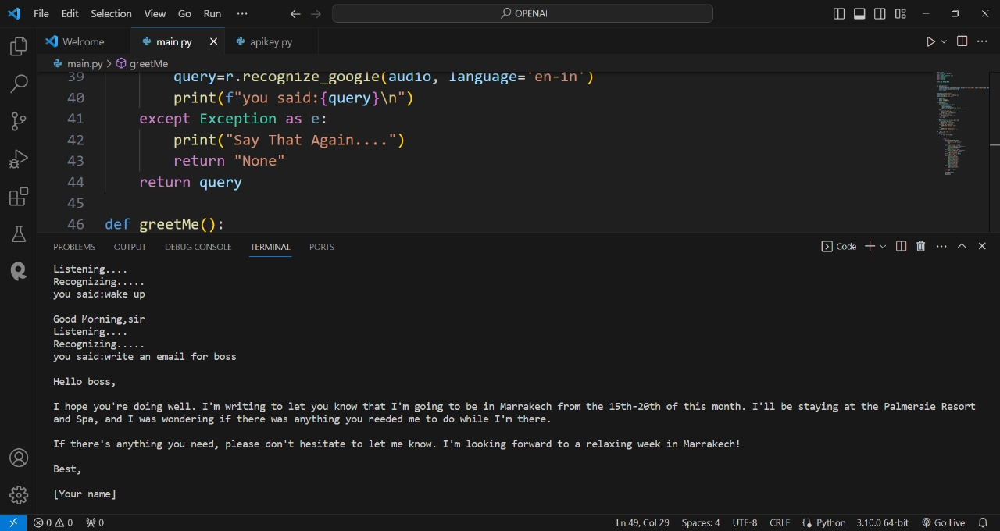 File Edit Selection View Go Run ··· OPENAI
Welcome main.py apikey.py
main.py > greetMe
39 query=r.recognize_google(audio, language='en-in')
40 print(f"you said:{query}\n")
41 except Exception as e:
42 print("Say That Again....")
43 return "None"
44 return query
45
46 def greetMe():
PROBLEMS OUTPUT DEBUG CONSOLE TERMINAL PORTS Code
Listening....
Recognizing.....
you said:wake up
Good Morning,sir
Listening....
Recognizing.....
you said:write an email for boss
Hello boss,
I hope you're doing well. I'm writing to let you know that I'm going to be in Marrakech from the 15th-20th of this month. I'll be staying at the Palmeraie Resort
and Spa, and I was wondering if there was anything you needed me to do while I'm there.
If there's anything you need, please don't hesitate to let me know. I'm looking forward to a relaxing week in Marrakech!
Best,
[Your name]
0 0 0 Ln 49, Col 29 Spaces: 4 UTF-8 CRLF Python 3.10.0 64-bit Go Live